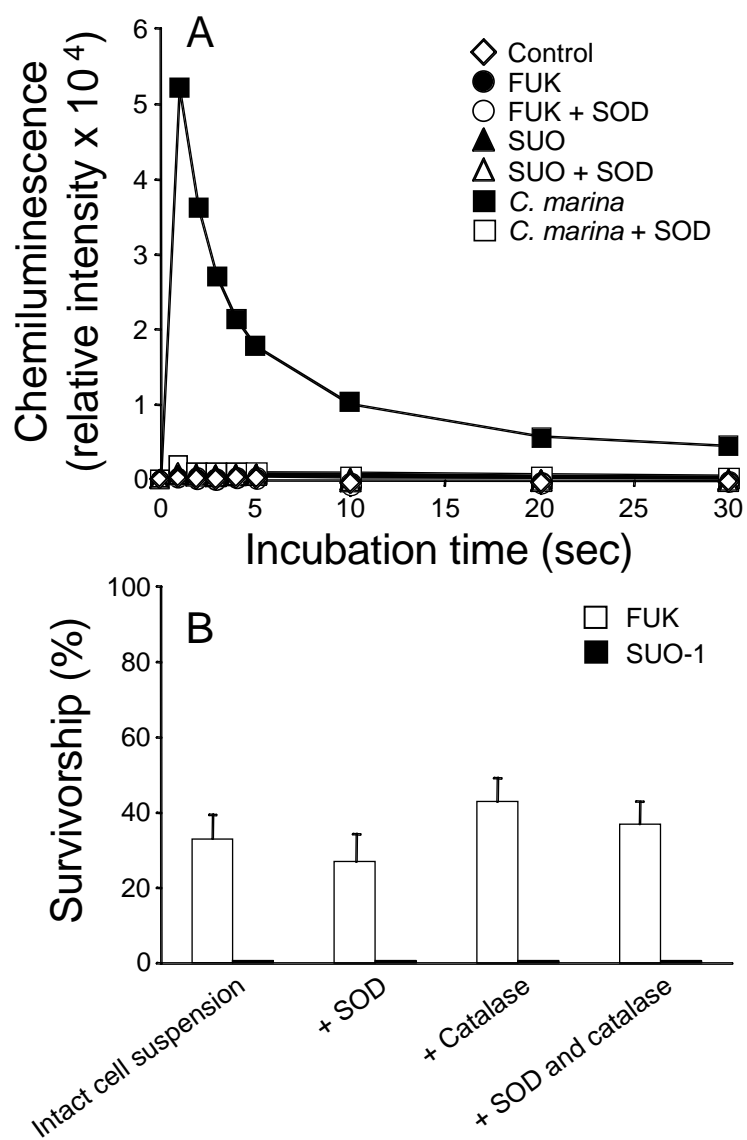 A
Chemiluminescence
(relative intensity x 10 4)
6
5
4
3
2
1
0
Control
FUK
FUK + SOD
SUO
SUO + SOD
C. marina
C. marina + SOD
0 5 10 15 20 25 30
Incubation time (sec)
B
Survivorship (%)
100
80
60
40
20
0
FUK
SUO-1
Intact cell suspension
+ SOD
+ Catalase
+ SOD and catalase